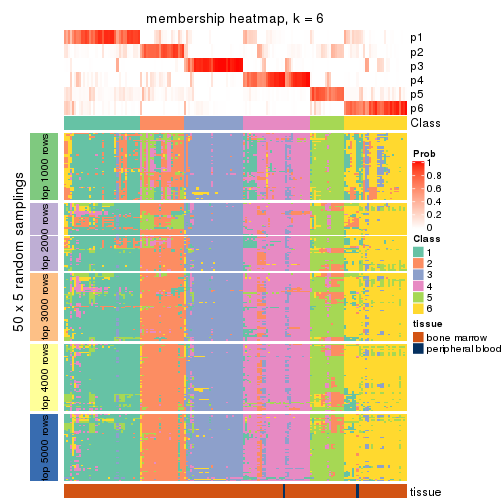 membership heatmap, k = 6
p1
p2
p3
p4
p5
p6
Class
50 x 5 random samplings
top 1000 rows
top 2000 rows
top 3000 rows
top 4000 rows
top 5000 rows
Prob
1
0.8
0.6
0.4
0.2
0
Class
1
2
3
4
5
6
tissue
bone marrow
peripheral blood
tissue